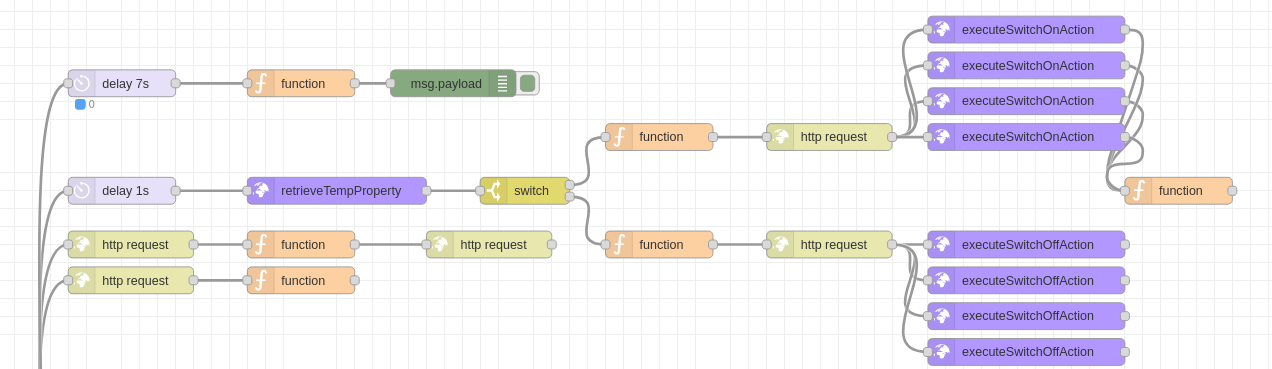 executeSwitchOnAction
executeSwitchOnAction
delay 7s function msg.payload
0
executeSwitchOnAction
function http request executeSwitchOnAction
delay 1s retrieveTempProperty switch function
http request function http request function http request executeSwitchOffAction
http request function executeSwitchOffAction
executeSwitchOffAction
executeSwitchOffAction